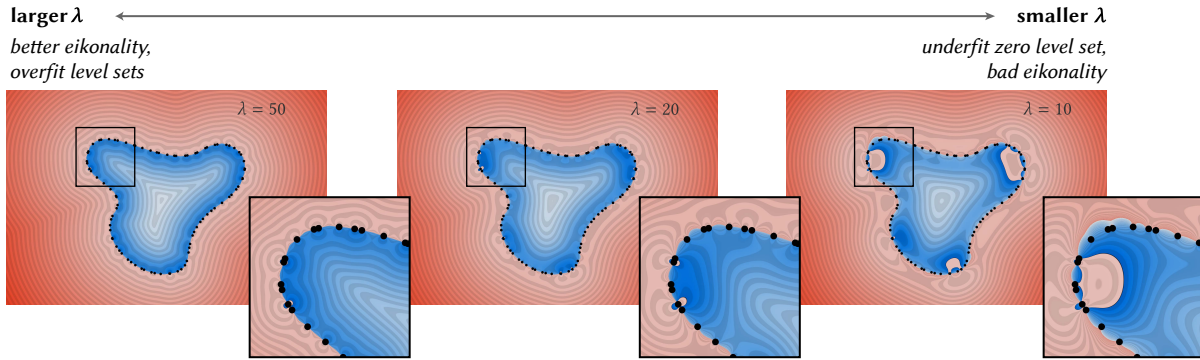 larger λ
smaller λ
better eikonality,
overfit level sets
underfit zero level set,
bad eikonality
λ = 50
λ = 20
λ = 10